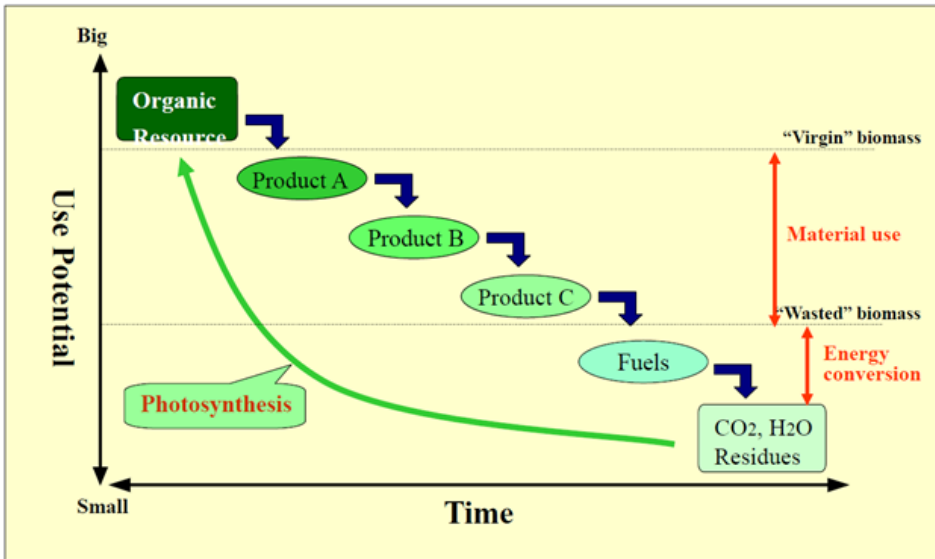 Big
Organic
Resource
"Virgin" biomass
Product A
Use Potential
Product B
Material use
Product C
"Wasted" biomass
Fuels
Energy
conversion
Photosynthesis
CO2, H2O
Residues
Small
Time